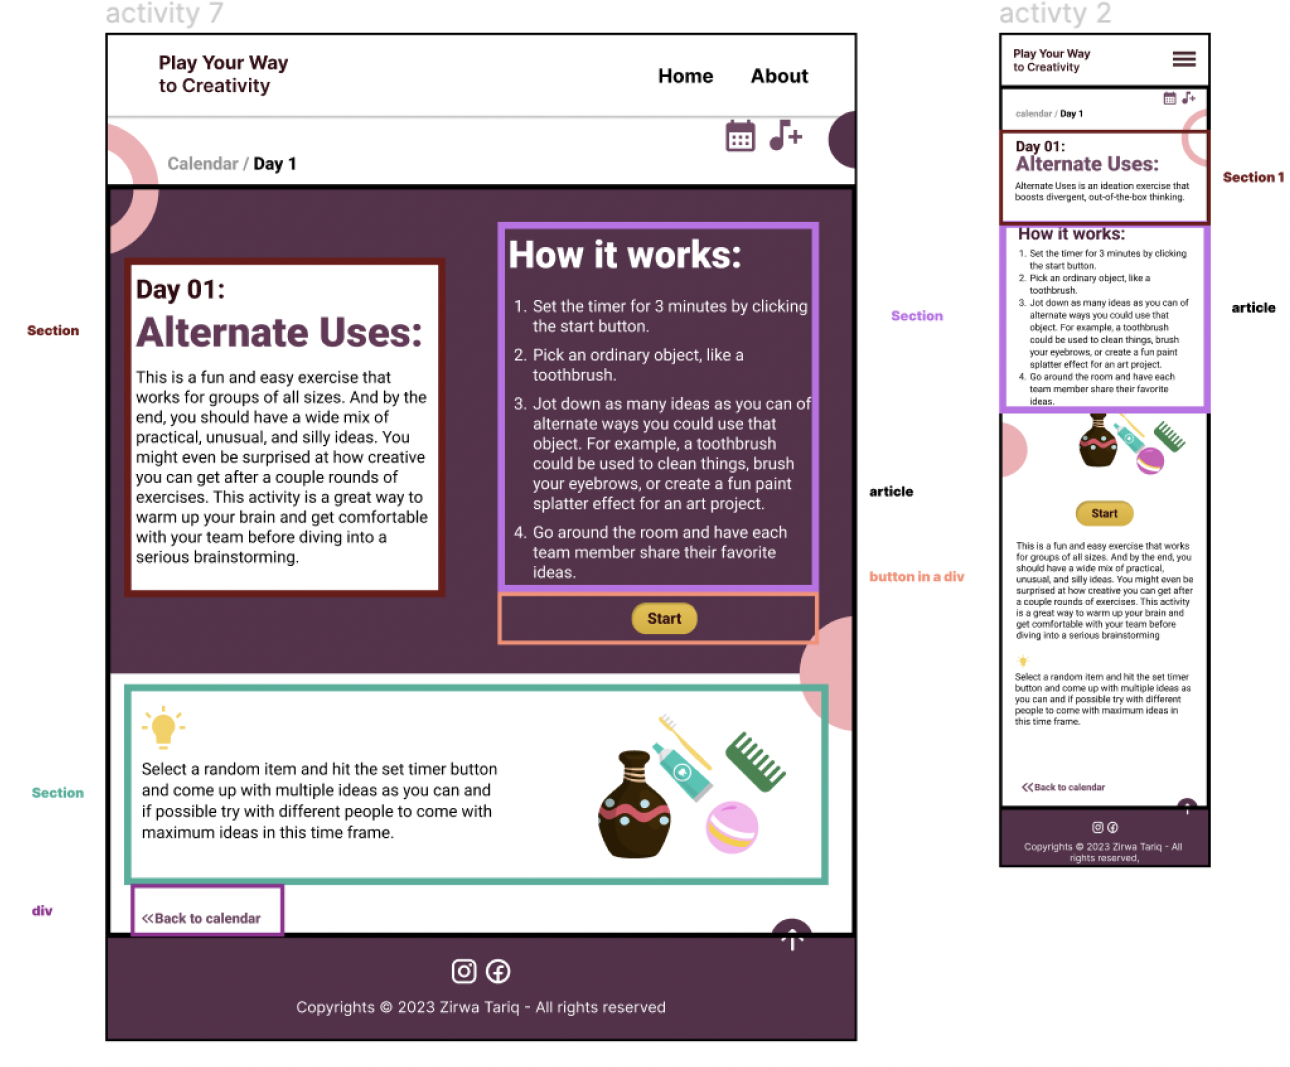 activity 7
Play Your Way
to Creativity
Home
About
Calendar / Day 1
Section
Day 01:
Alternate Uses:
This is a fun and easy exercise that
works for groups of all sizes. And by the
end, you should have a wide mix of
practical, unusual, and silly ideas. You
might even be surprised at how creative
you can get after a couple rounds of
exercises. This activity is a great way to
warm up your brain and get comfortable
with your team before diving into a
serious brainstorming.
How it works:
1. Set the timer for 3 minutes by clicking
the start button.
2. Pick an ordinary object, like a
toothbrush.
3. Jot down as many ideas as you can of
alternate ways you could use that
object. For example, a toothbrush
could be used to clean things, brush
your eyebrows, or create a fun paint
splatter effect for an art project.
4. Go around the room and have each
team member share their favorite
ideas.
Start
Section
article
button in a div
Section
Select a random item and hit the set timer button
and come up with multiple ideas as you can and
if possible try with different people to come with
maximum ideas in this time frame.
div
<<Back to calendar
Copyrights © 2023 Zirwa Tariq - All rights reserved
activty 2
Play Your Way
to Creativity
calendar / Day 1
Day 01:
Alternate Uses:
Alternate Uses is an ideation exercise that
boosts divergent, out-of-the-box thinking.
Section 1
How it works:
1. Set the timer for 3 minutes by clicking
the start button.
2. Pick an ordinary object, like a
toothbrush.
3. Jot down as many ideas as you can of
alternate ways you could use that
object. For example, a toothbrush
could be used to clean things, brush
your eyebrows, or create a fun paint
splatter effect for an art project.
4. Go around the room and have each
team member share their favorite
ideas.
article
Start
This is a fun and easy exercise that works
for groups of all sizes. And by the end, you
should have a wide mix of practical,
unusual, and silly ideas. You might even be
surprised at how creative you can get after
a couple rounds of exercises. This activity
is a great way to warm up your brain and
get comfortable with your team before
diving into a serious brainstorming
Select a random item and hit the set timer
button and come up with multiple ideas as
you can and if possible try with different
people to come with maximum ideas in
this time frame.
<<Back to calendar
Copyrights © 2023 Zirwa Tariq - All
rights reserved,